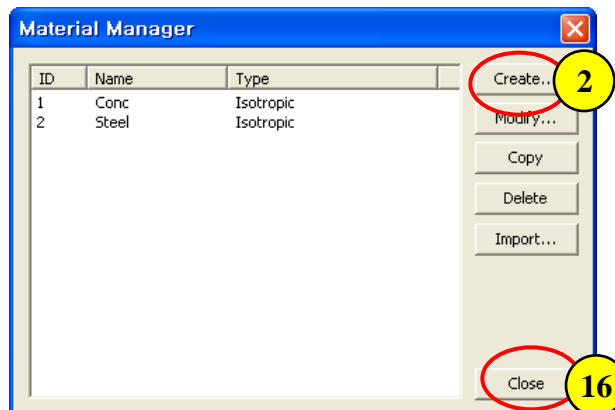 Material Manager
ID Name Type
1 Conc Isotropic
2 Steel Isotropic
Create...
2
Modify...
Copy
Delete
Import...
Close
16